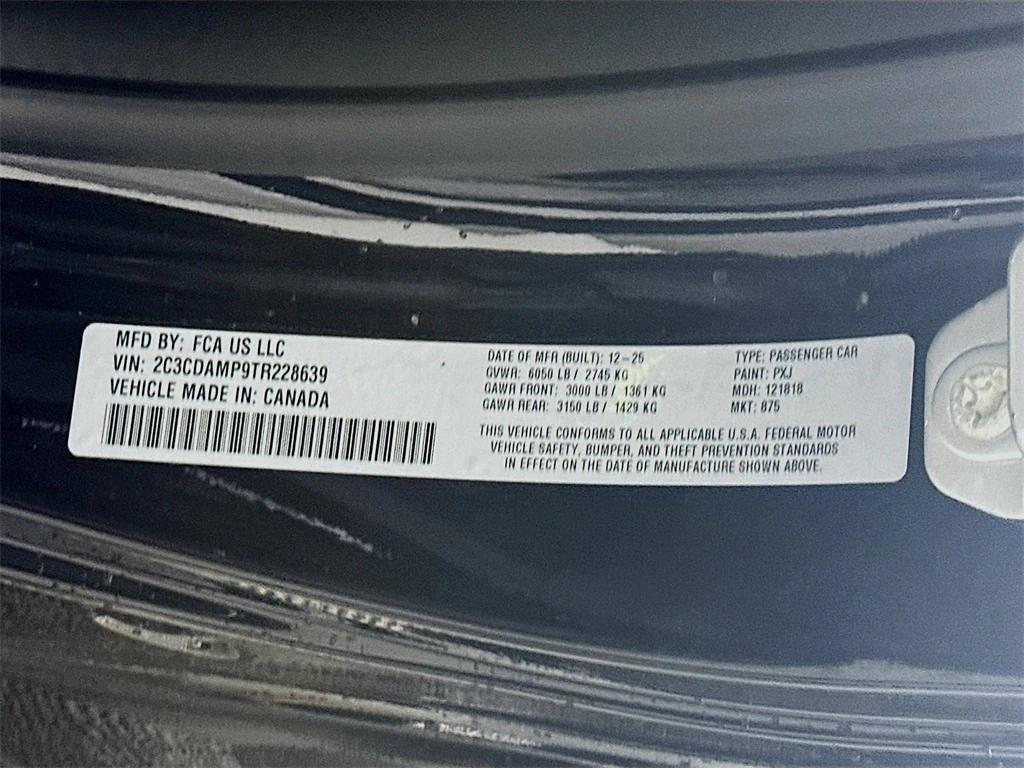 MFD BY: FCA US LLC
VIN: 2C3CDAMP9TR228639
VEHICLE MADE IN: CANADA
DATE OF MFR (BUILT): 12-25
GVWR: 6050 LB / 2745 KG
GAWR FRONT: 3000 LB / 1361 KG
GAWR REAR: 3150 LB / 1429 KG
TYPE: PASSENGER CAR
PAINT: PXJ
MDH: 121818
MKT: 875
THIS VEHICLE CONFORMS TO ALL APPLICABLE U.S.A. FEDERAL MOTOR
VEHICLE SAFETY, BUMPER, AND THEFT PREVENTION STANDARDS
IN EFFECT ON THE DATE OF MANUFACTURE SHOWN ABOVE.